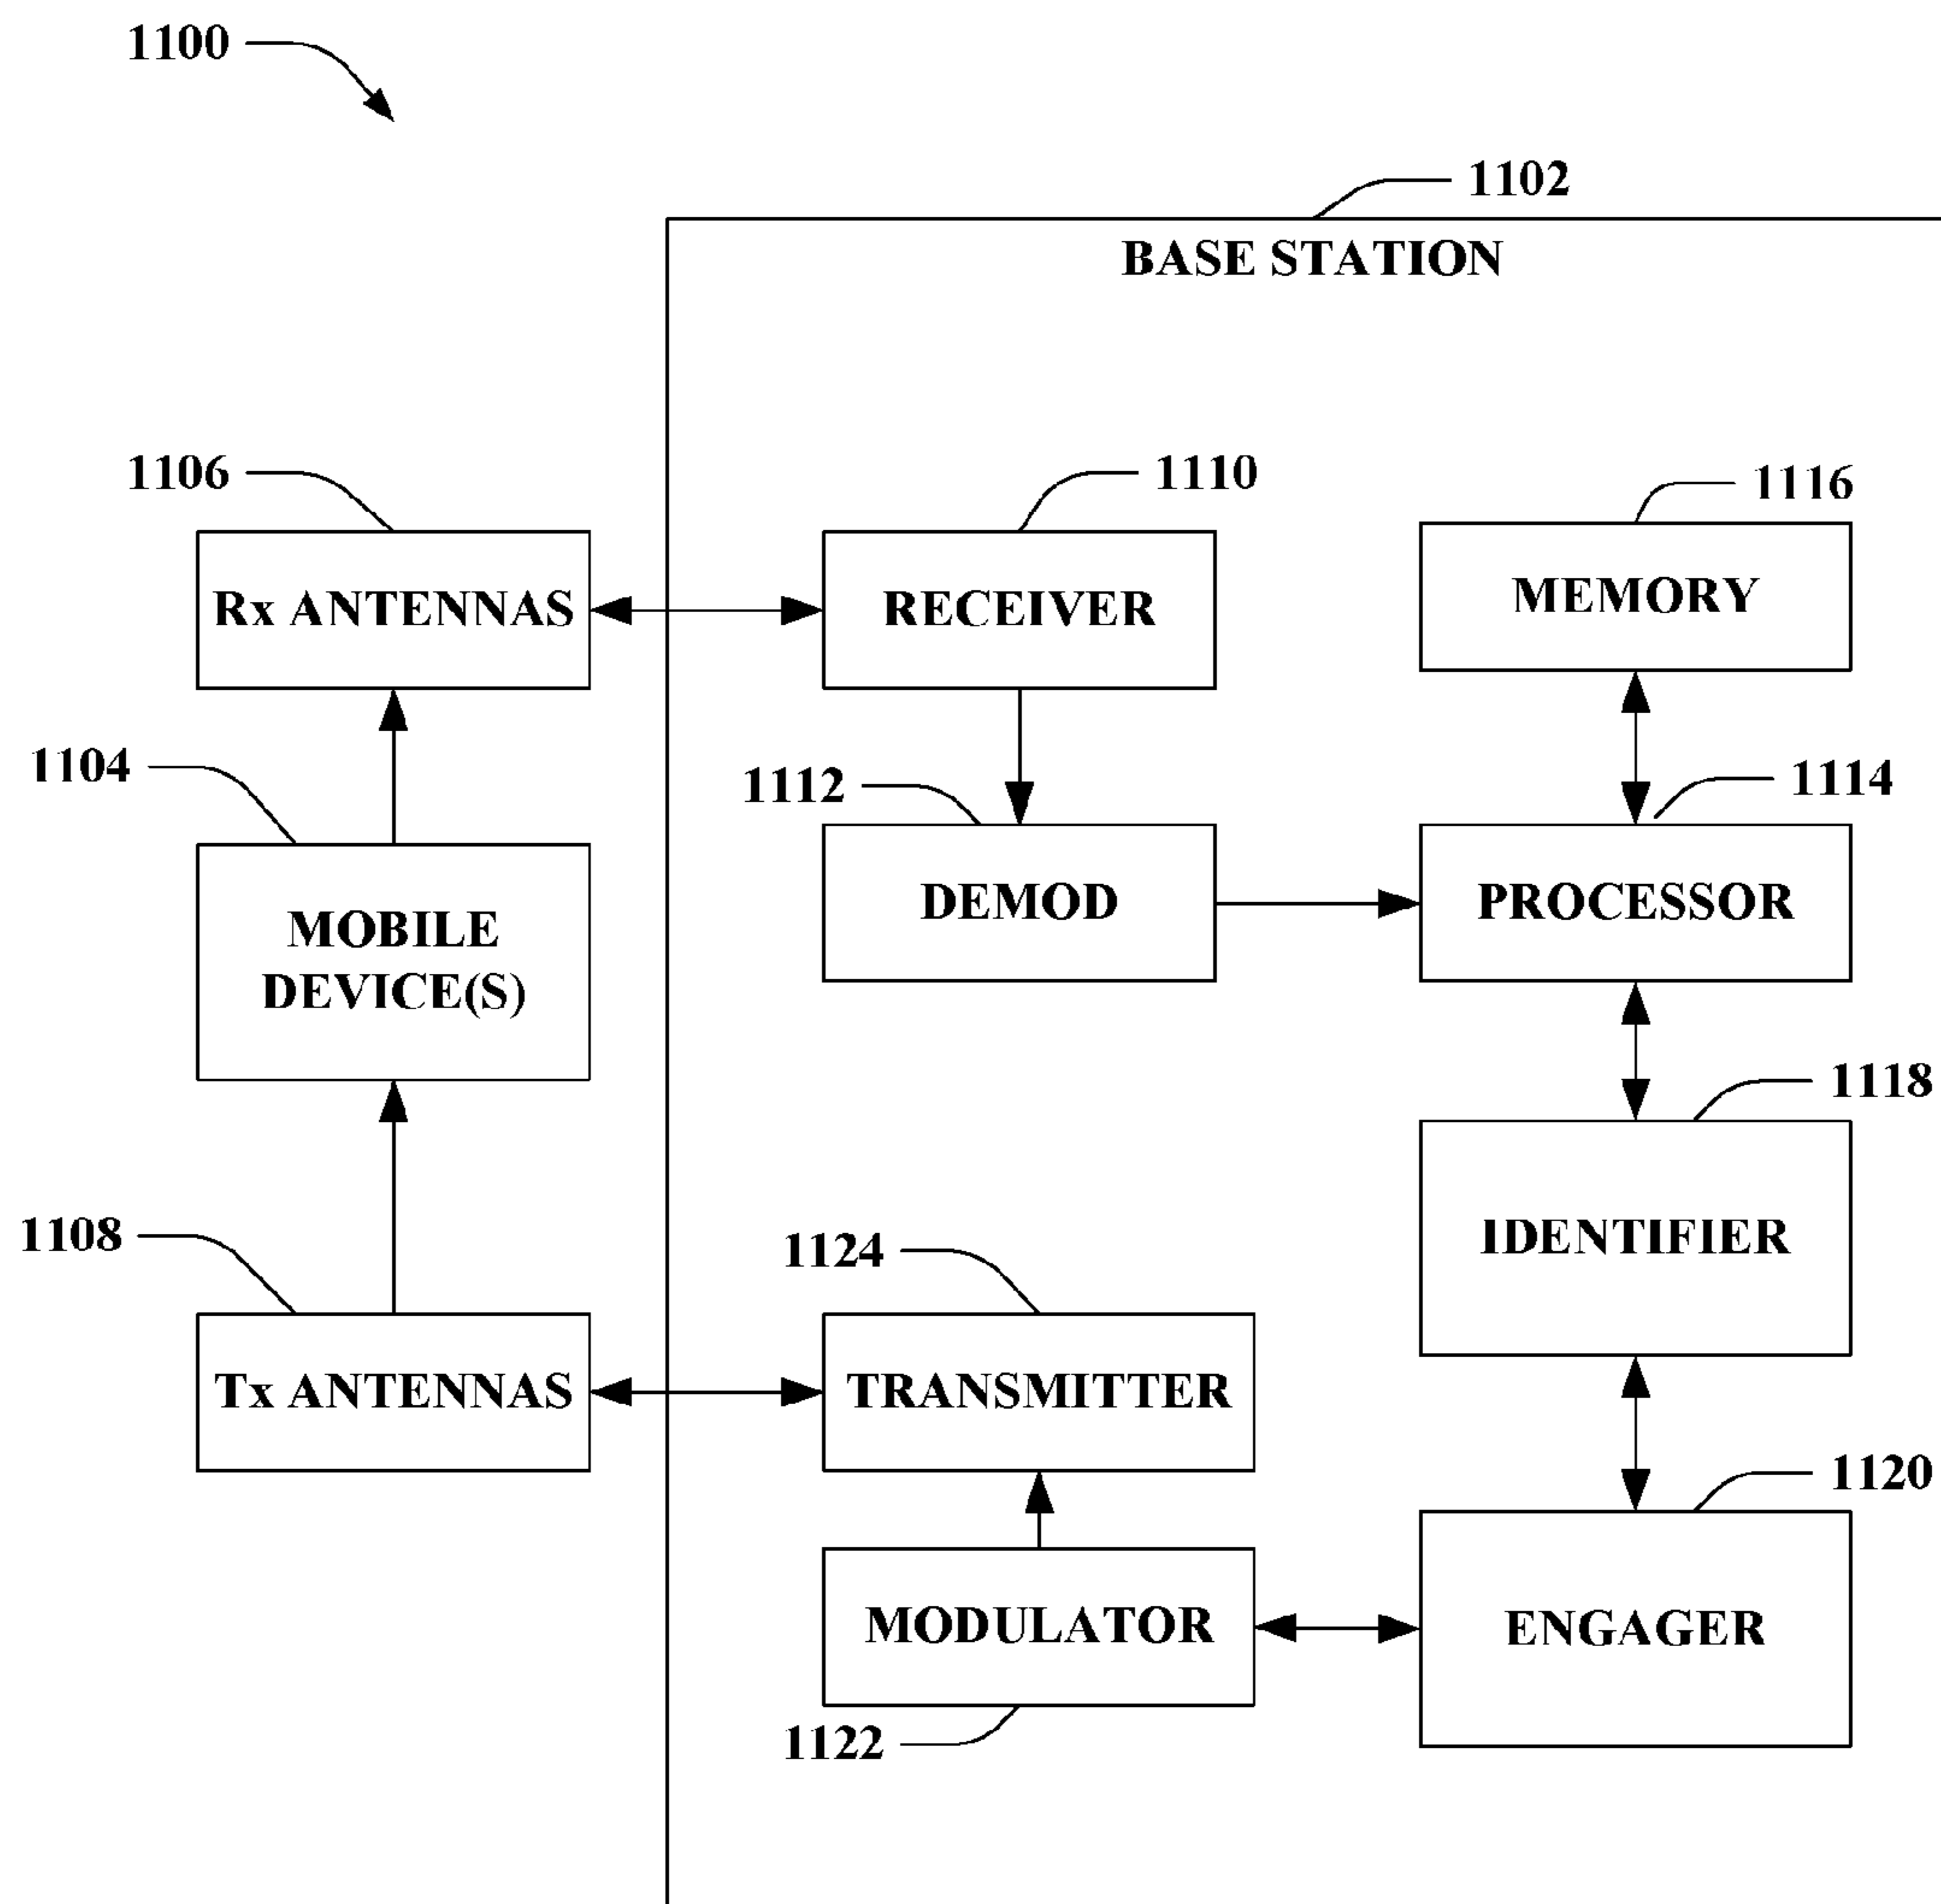 1100
1102
BASE STATION
1106
1110
1116
Rx ANTENNAS
RECEIVER
MEMORY
1104
1112
1114
MOBILE
DEVICE(S)
DEMOD
PROCESSOR
1118
1108
1124
IDENTIFIER
Tx ANTENNAS
TRANSMITTER
1120
MODULATOR
ENGAGER
1122